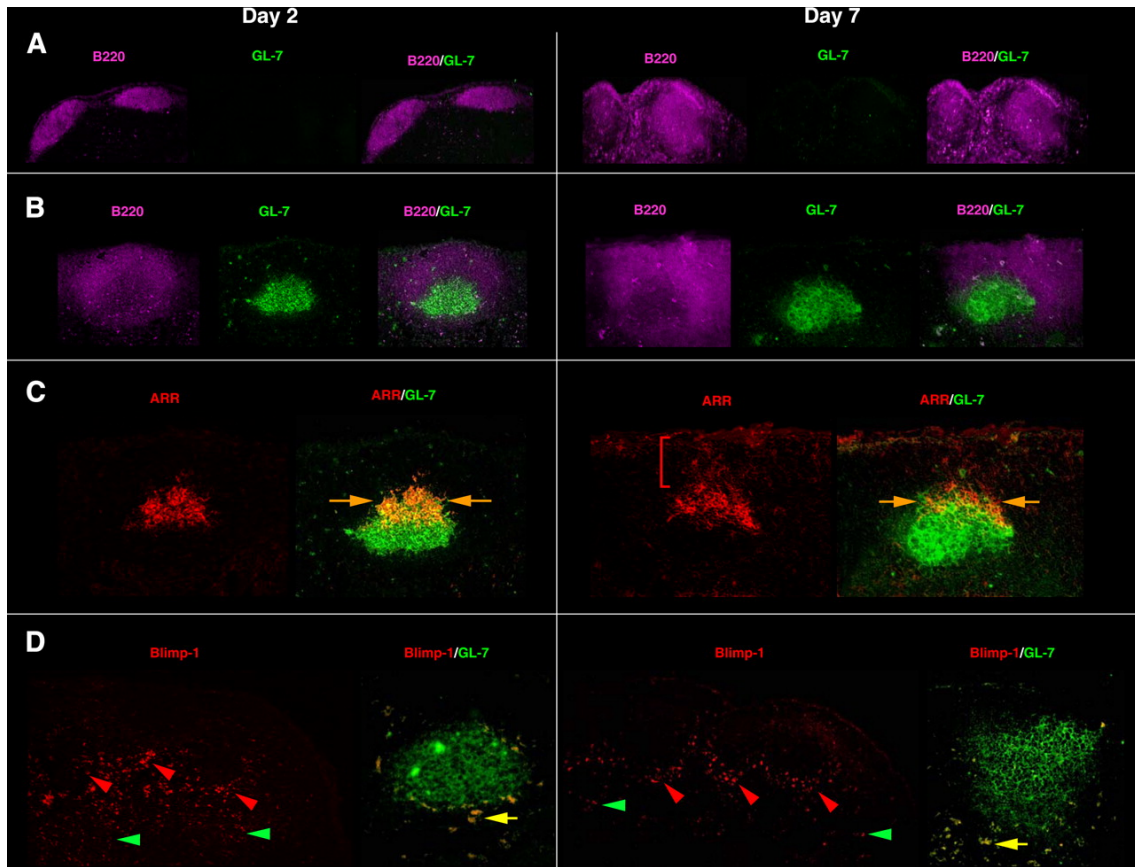 Day 2 Day 7
A
B220 GL-7 B220/GL-7 B220 GL-7 B220/GL-7
B
B220 GL-7 B220/GL-7 B220 GL-7 B220/GL-7
C
ARR ARR/GL-7 ARR ARR/GL-7
D
Blimp-1 Blimp-1/GL-7 Blimp-1 Blimp-1/GL-7